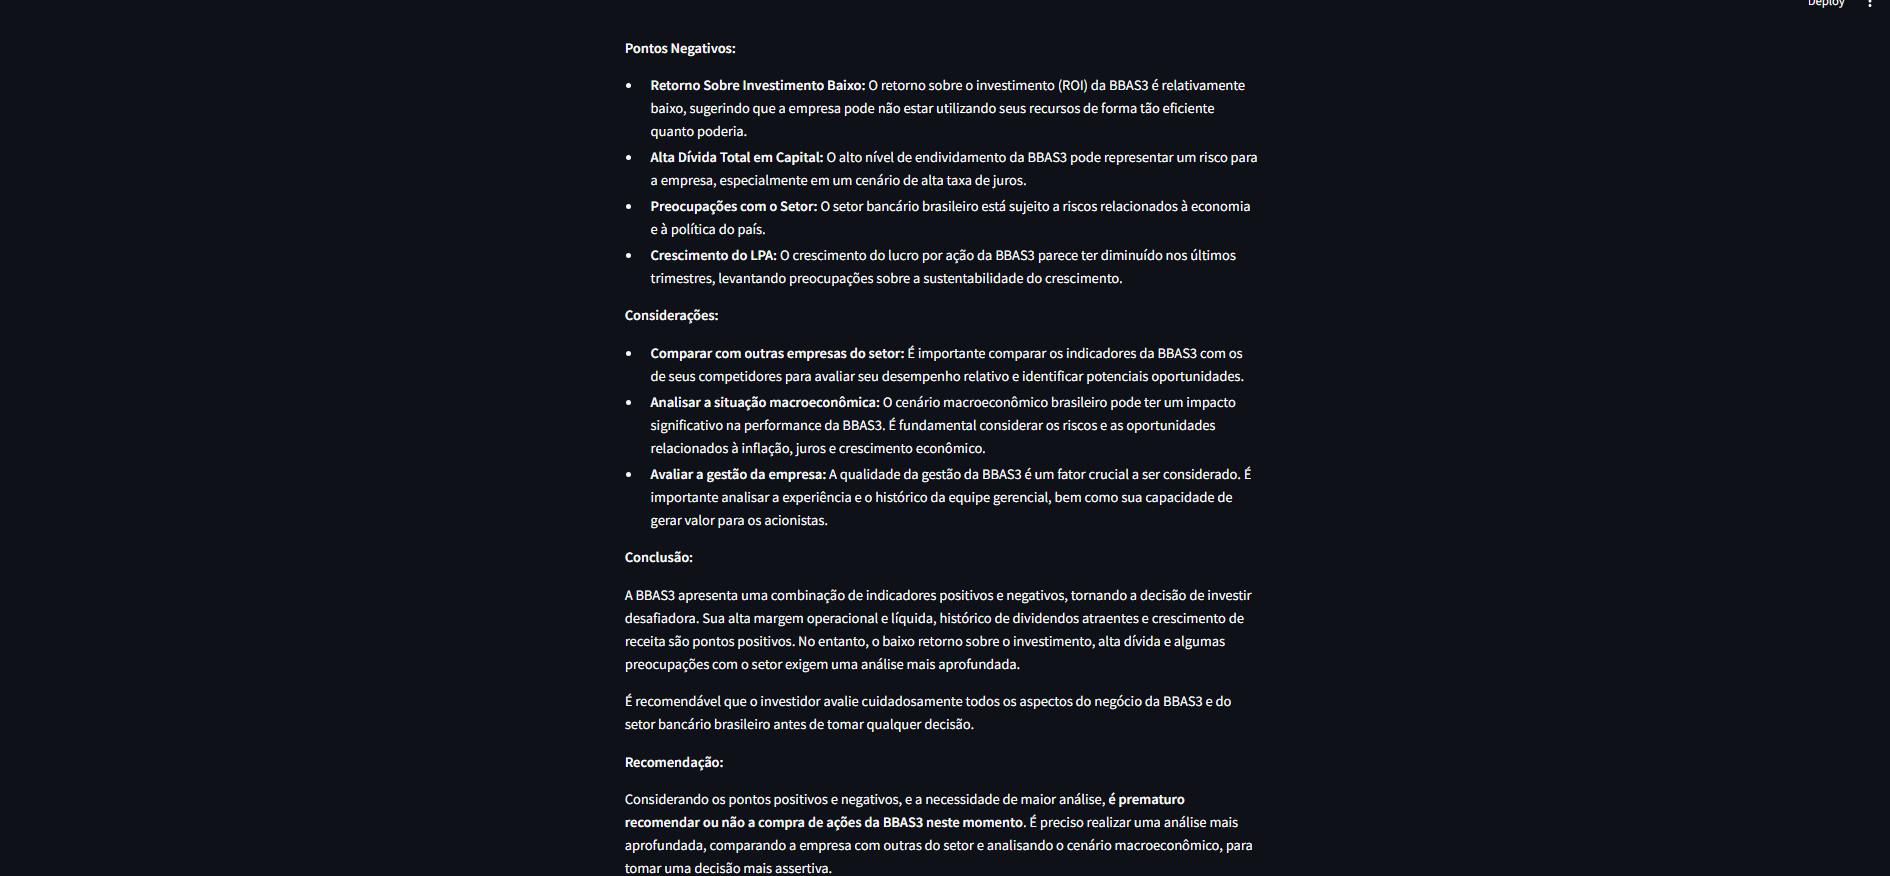 Deploy
Pontos Negativos:
• Retorno Sobre Investimento Baixo: O retorno sobre o investimento (ROI) da BBAS3 é relativamente
baixo, sugerindo que a empresa pode não estar utilizando seus recursos de forma tão eficiente
quanto poderia.
• Alta Dívida Total em Capital: O alto nível de endividamento da BBAS3 pode representar um risco para
a empresa, especialmente em um cenário de alta taxa de juros.
• Preocupações com o Setor: O setor bancário brasileiro está sujeito a riscos relacionados à economia
e à política do país.
• Crescimento do LPA: O crescimento do lucro por ação da BBAS3 parece ter diminuído nos últimos
trimestres, levantando preocupações sobre a sustentabilidade do crescimento.
Considerações:
• Comparar com outras empresas do setor: É importante comparar os indicadores da BBAS3 com os
de seus competidores para avaliar seu desempenho relativo e identificar potenciais oportunidades.
• Analisar a situação macroeconômica: O cenário macroeconômico brasileiro pode ter um impacto
significativo na performance da BBAS3. É fundamental considerar os riscos e as oportunidades
relacionados à inflação, juros e crescimento econômico.
• Avaliar a gestão da empresa: A qualidade da gestão da BBAS3 é um fator crucial a ser considerado. É
importante analisar a experiência e o histórico da equipe gerencial, bem como sua capacidade de
gerar valor para os acionistas.
Conclusão:
A BBAS3 apresenta uma combinação de indicadores positivos e negativos, tornando a decisão de investir
desafiadora. Sua alta margem operacional e líquida, histórico de dividendos atraentes e crescimento de
receita são pontos positivos. No entanto, o baixo retorno sobre o investimento, alta dívida e algumas
preocupações com o setor exigem uma análise mais aprofundada.
É recomendável que o investidor avalie cuidadosamente todos os aspectos do negócio da BBAS3 e do
setor bancário brasileiro antes de tomar qualquer decisão.
Recomendação:
Considerando os pontos positivos e negativos, e a necessidade de maior análise, é prematuro
recomendar ou não a compra de ações da BBAS3 neste momento. É preciso realizar uma análise mais
aprofundada, comparando a empresa com outras do setor e analisando o cenário macroeconômico, para
tomar uma decisão mais assertiva.